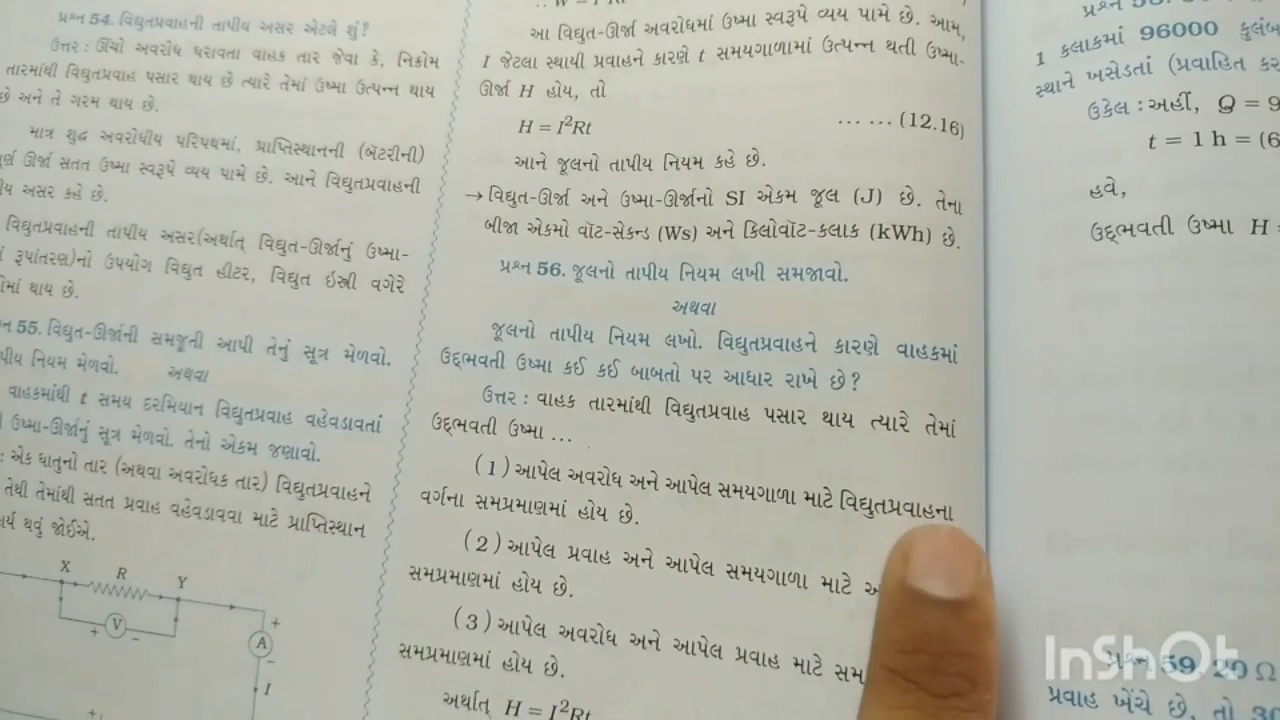 પ્રશ્ન 54. વિદ્યુતપ્રવાહની તાપીય અસર એટલે શું?
ઉત્તર : ઊંચો અવરોધ ધરાવતા વાહક તાર જેવા કે, નિક્રોમ
તારમાંથી વિદ્યુતપ્રવાહ પસાર થાય છે ત્યારે તેમાં ઉષ્મા ઉત્પન્ન થાય
છે અને તે ગરમ થાય છે.
માત્ર શુદ્ધ અવરોધીય પરિપથમાં, પ્રાપ્તિસ્થાનની (બૅટરીની)
ઊર્જા સતત ઉષ્મા સ્વરૂપે વ્યય પામે છે. આને વિદ્યુતપ્રવાહની
અસર કહે છે.
વિદ્યુતપ્રવાહની તાપીય અસર(અર્થાત્ વિદ્યુત-ઊર્જાનું ઉષ્મા-
રૂપાંતરણ)નો ઉપયોગ વિદ્યુત હીટર, વિદ્યુત ઇસ્ત્રી વગેરે
થાય છે.
55. વિદ્યુત-ઊર્જાની સમજૂતી આપી તેનું સૂત્ર મેળવો.
નિયમ મેળવો. અથવા
વાહકમાંથી t સમય દરમિયાન વિદ્યુતપ્રવાહ વહેવડાવતાં
ઉષ્મા-ઊર્જાનું સૂત્ર મેળવો. તેનો એકમ જણાવો.
: એક ધાતુનો તાર (અથવા અવરોધક તાર) વિદ્યુતપ્રવાહને
તેથી તેમાંથી સતત પ્રવાહ વહેવડાવવા માટે પ્રાપ્તિસ્થાન
થવું જોઈએ.
X R Y
V + −
A + −
I
આ વિદ્યુત-ઊર્જા અવરોધમાં ઉષ્મા સ્વરૂપે વ્યય પામે છે. આમ,
I જેટલા સ્થાયી પ્રવાહને કારણે t સમયગાળામાં ઉત્પન્ન થતી ઉષ્મા-
ઊર્જા H હોય, તો
H = I²Rt ... ... (12.16)
આને જૂલનો તાપીય નિયમ કહે છે.
→ વિદ્યુત-ઊર્જા અને ઉષ્મા-ઊર્જાનો SI એકમ જૂલ (J) છે. તેના
બીજા એકમો વૉટ-સેકન્ડ (Ws) અને કિલોવૉટ-કલાક (kWh) છે.
પ્રશ્ન 56. જૂલનો તાપીય નિયમ લખી સમજાવો.
અથવા
જૂલનો તાપીય નિયમ લખો. વિદ્યુતપ્રવાહને કારણે વાહકમાં
ઉદ્ભવતી ઉષ્મા કઈ કઈ બાબતો પર આધાર રાખે છે?
ઉત્તર : વાહક તારમાંથી વિદ્યુતપ્રવાહ પસાર થાય ત્યારે તેમાં
ઉદ્ભવતી ઉષ્મા ...
(1) આપેલ અવરોધ અને આપેલ સમયગાળા માટે વિદ્યુતપ્રવાહના
વર્ગના સમપ્રમાણમાં હોય છે.
(2) આપેલ પ્રવાહ અને આપેલ સમયગાળા માટે
સમપ્રમાણમાં હોય છે.
(3) આપેલ અવરોધ અને આપેલ પ્રવાહ માટે
સમપ્રમાણમાં હોય છે.
અર્થાત્ H = I²Rt
1 કલાકમાં 96000 કુલંબ
સ્થાને ખસેડતાં (પ્રવાહિત
ઉકેલ : અહીં, Q = 9
t = 1 h = (6
હવે,
ઉદ્ભવતી ઉષ્મા H
InShOt
પ્રશ્ન 59. 20 Ω
પ્રવાહ ખેંચે છે, તો